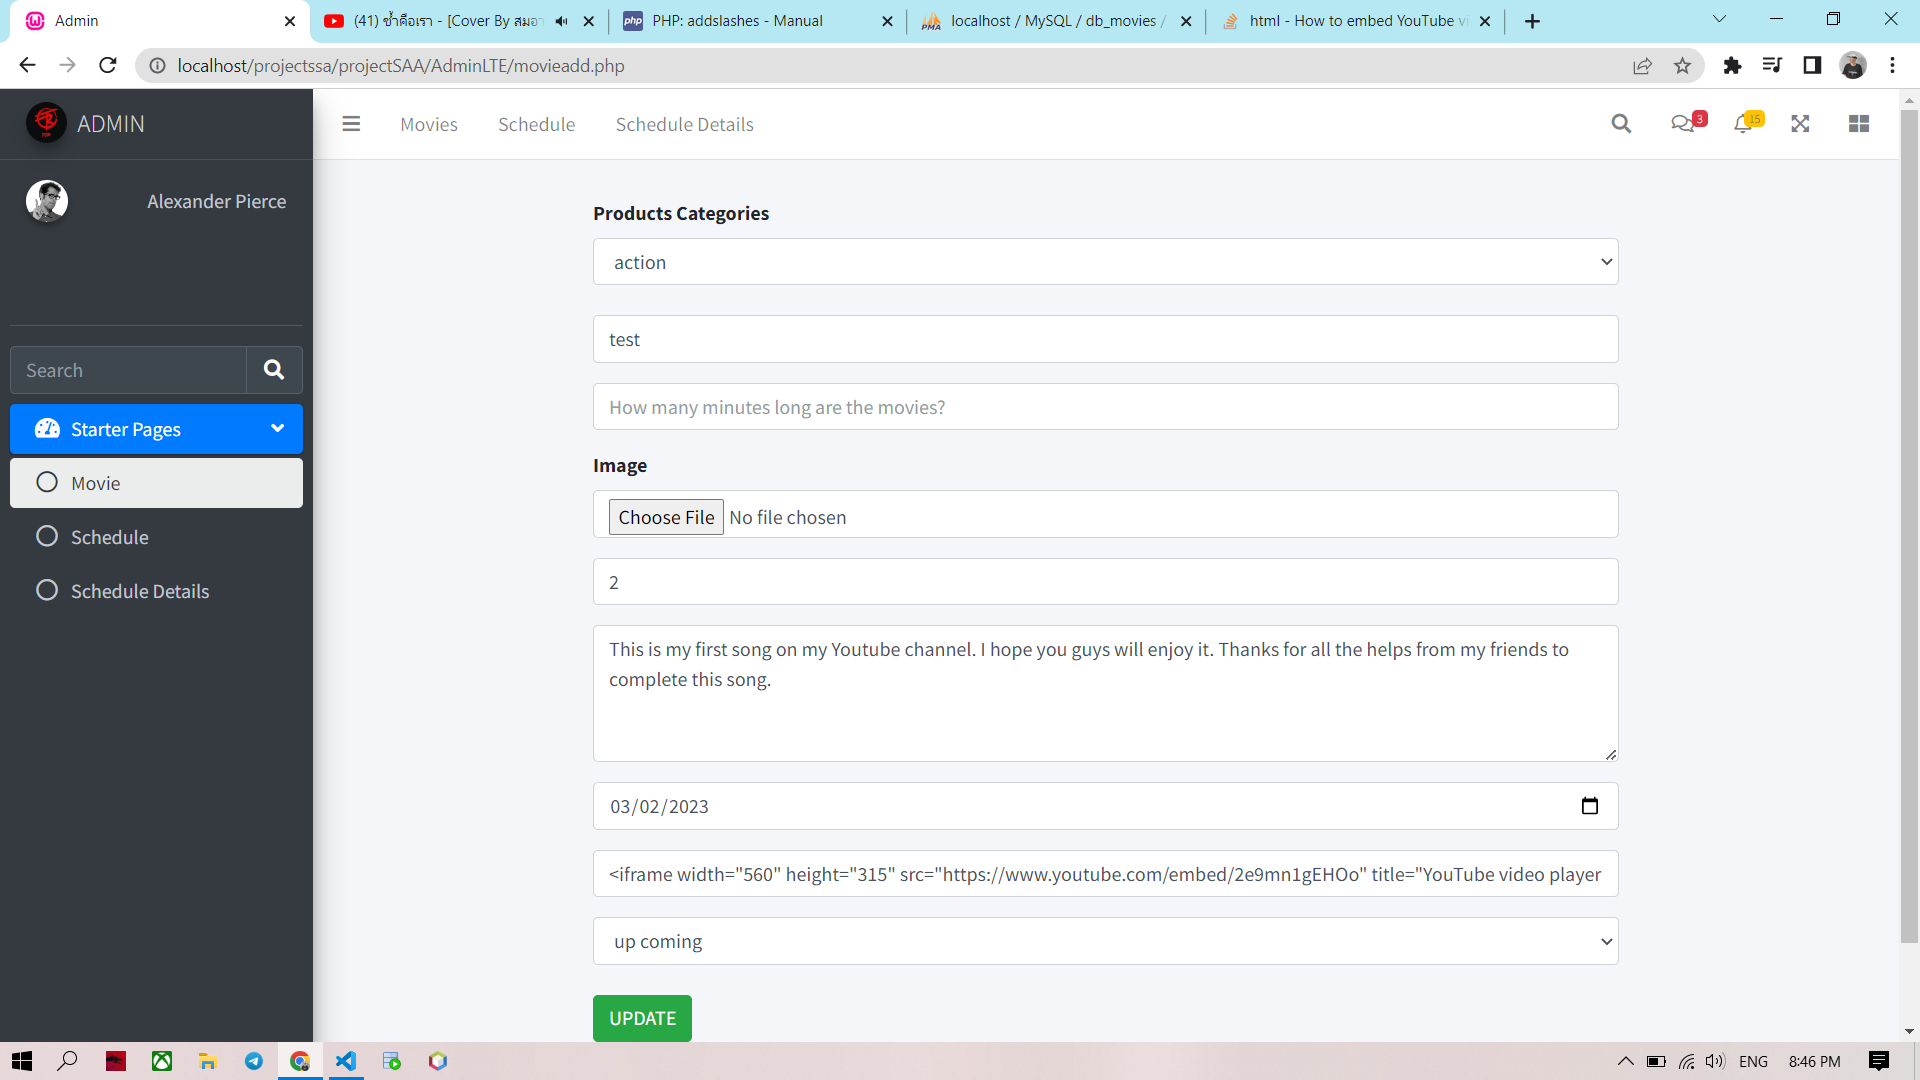 Admin
(41) ซ้ำคือเรา - [Cover By สมอา
PHP: addslashes - Manual
localhost / MySQL / db_movies /
html - How to embed YouTube vi
localhost/projectssa/projectSAA/AdminLTE/movieadd.php
ADMIN
Movies
Schedule
Schedule Details
3
15
Alexander Pierce
Search
Starter Pages
Movie
Schedule
Schedule Details
Products Categories
action
test
How many minutes long are the movies?
Image
Choose File No file chosen
2
This is my first song on my Youtube channel. I hope you guys will enjoy it. Thanks for all the helps from my friends to
complete this song.
03/02/2023
<iframe width="560" height="315" src="https://www.youtube.com/embed/2e9mn1gEHOo" title="YouTube video player
up coming
UPDATE
ENG
8:46 PM